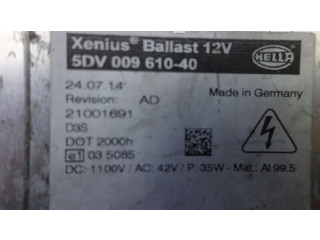 Xenius® Ballast 12V
5DV 009 610-40
HELLA
24.07.14
Revision: AD
Made in Germany
21001691
D3S
DOT 2000h
e1 03 5085
DC: 1100V / AC: 42V / P: 35W - Mat.: Al 99.5